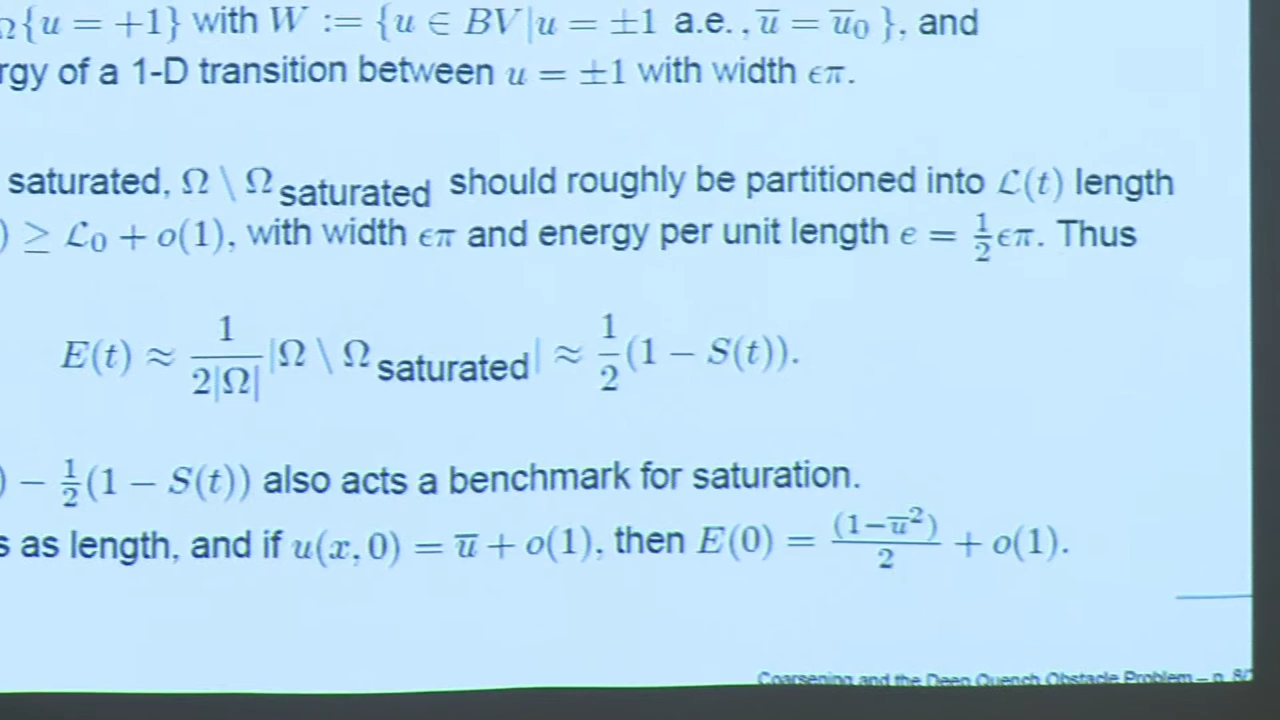 Ω{u = +1} with W := {u ∈ BV|u = ±1 a.e., u̅ = u̅₀ }, and
rgy of a 1-D transition between u = ±1 with width ϵπ.
saturated, Ω \ Ω saturated should roughly be partitioned into ℒ(t) length
) ≥ ℒ₀ + o(1), with width ϵπ and energy per unit length e = ½ϵπ. Thus
E(t) ≈ 1/(2|Ω|) |Ω \ Ω saturated| ≈ 1/2 (1 − S(t)).
) − ½(1 − S(t)) also acts a benchmark for saturation.
s as length, and if u(x, 0) = u̅ + o(1), then E(0) = (1−u̅²)/2 + o(1).
Coarsening and the Deep Quench Obstacle Problem – p. 8/